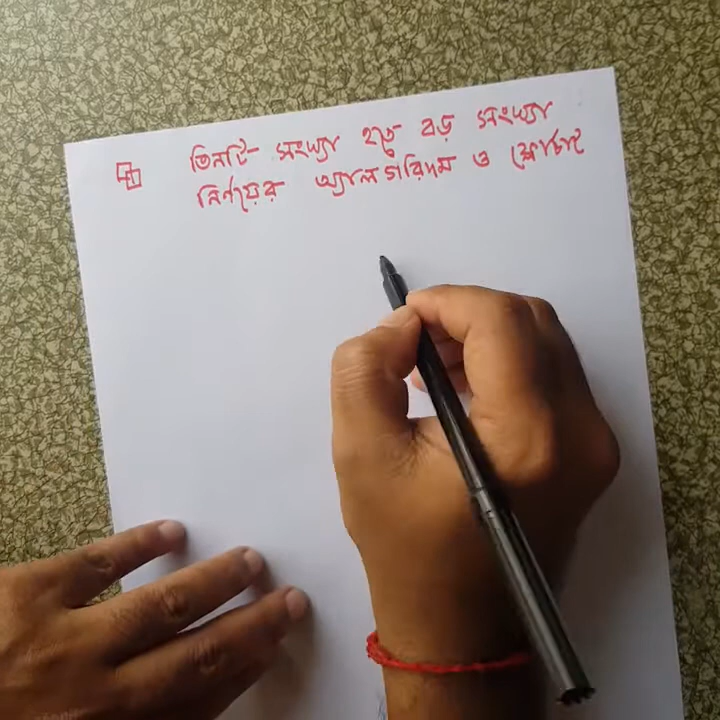 তিনটি সংখ্যা হতে বড় সংখ্যা
নির্ণয়ের অ্যালগরিদম ও ফ্লোচার্ট